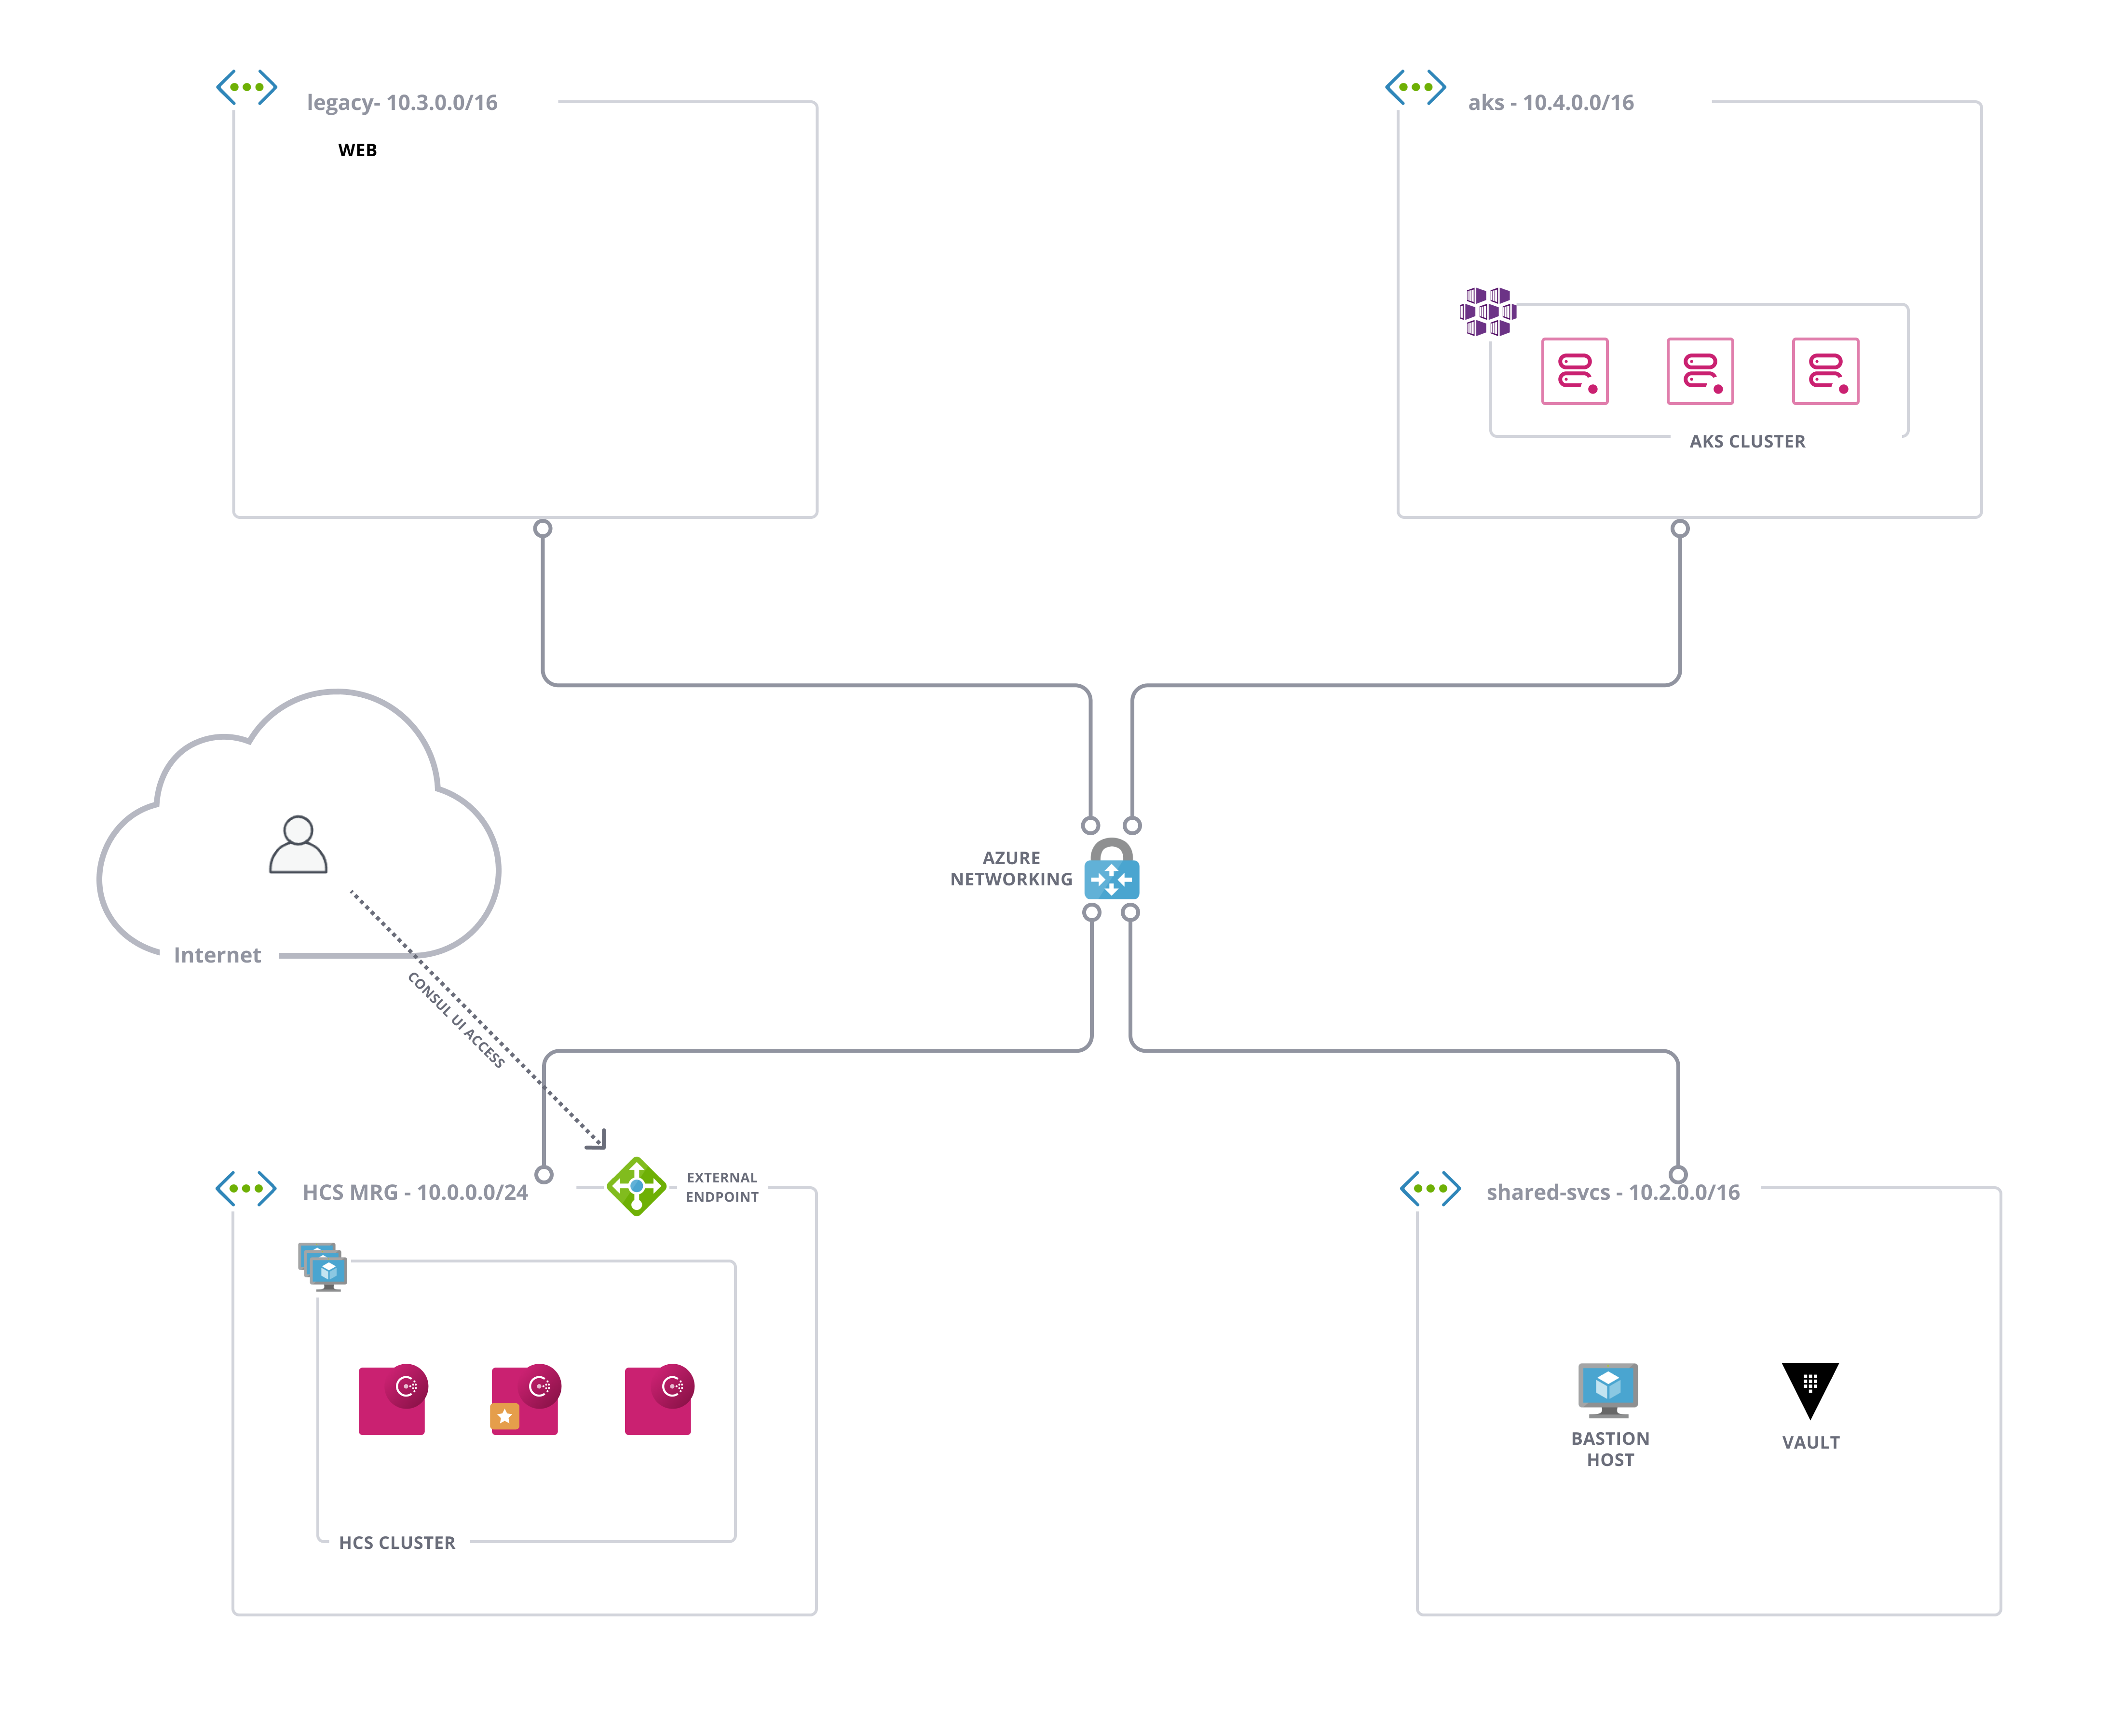 legacy- 10.3.0.0/16
WEB
aks - 10.4.0.0/16
AKS CLUSTER
AZURE
NETWORKING
Internet
CONSUL UI ACCESS
HCS MRG - 10.0.0.0/24
EXTERNAL
ENDPOINT
HCS CLUSTER
shared-svcs - 10.2.0.0/16
BASTION
HOST
VAULT